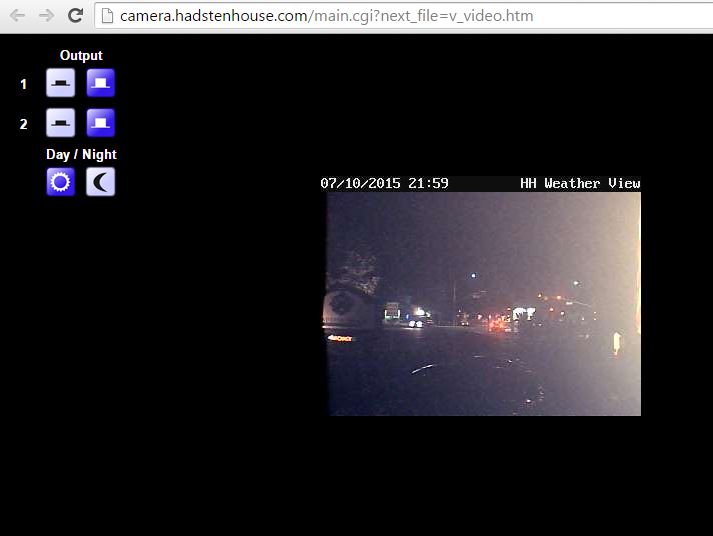 camera.hadstenhouse.com/main.cgi?next_file=v_video.htm
Output
1
2
Day / Night
07/10/2015 21:59 HH Weather View